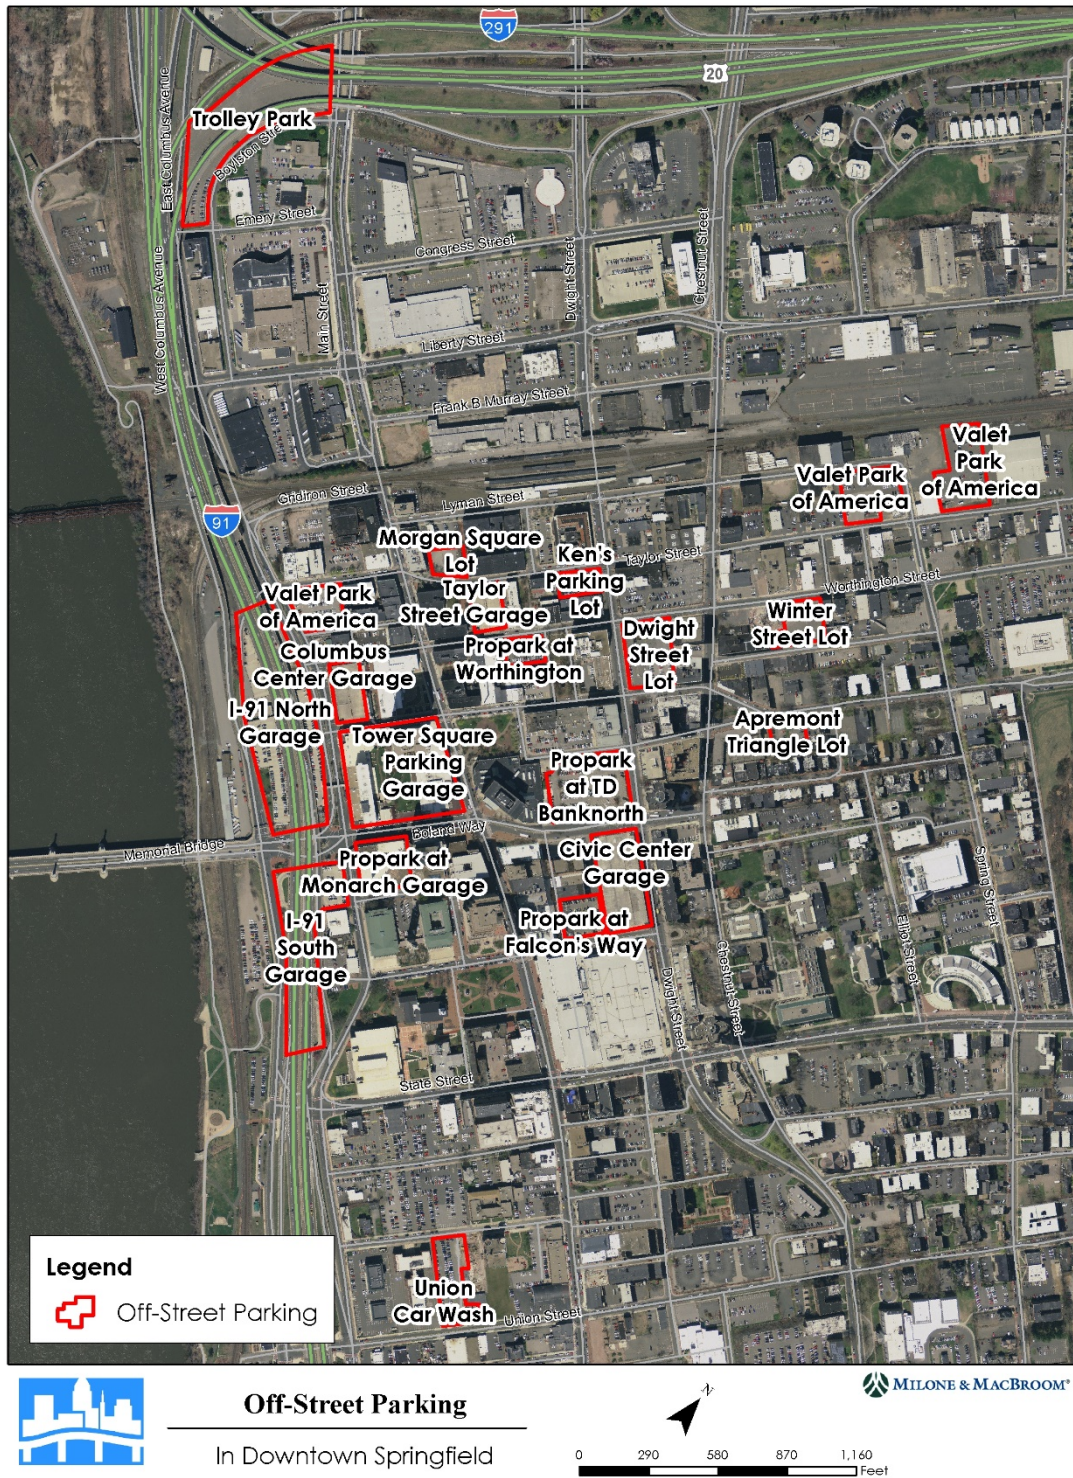 291
20
Trolley Park
East Columbus Avenue
Boylston Stre
Emery Street
Congress Street
Main Street
Dwight Street
Chestnut Street
West Columbus Avenue
Liberty Street
Frank B Murray Street
Gridiron Street
Lyman Street
91
Valet
Park
of America
Valet Park
of America
Morgan Square
Lot
Ken's
Parking
Lot
Taylor Street
Worthington Street
Taylor
Street Garage
Valet Park
of America
Winter
Street Lot
Dwight
Street
Lot
Propark at
Worthington
Columbus
Center Garage
I-91 North
Garage
Tower Square
Parking
Garage
Apremont
Triangle Lot
Propark
at TD
Banknorth
Boland Way
Memorial Bridge
Civic Center
Garage
Propark at
Monarch Garage
Propark at
Falcon's Way
I-91
South
Garage
Elliot Street
Spring Street
Dwight Street
Chestnut Street
State Street
Union
Car Wash
Union Street
Legend
Off-Street Parking
Off-Street Parking
In Downtown Springfield
N
MILONE & MACBROOM®
0 290 580 870 1,160
Feet